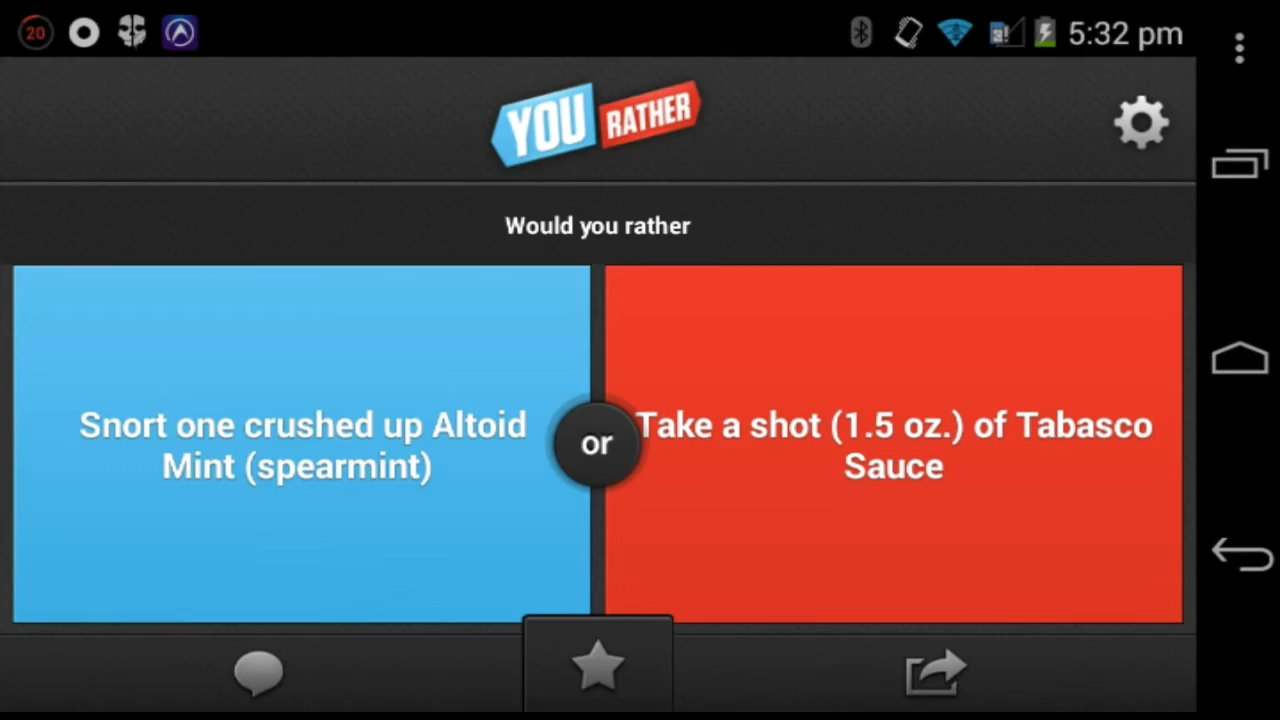 20
3!
5:32 pm
YOU RATHER
Would you rather
Snort one crushed up Altoid
Mint (spearmint)
or
Take a shot (1.5 oz.) of Tabasco
Sauce